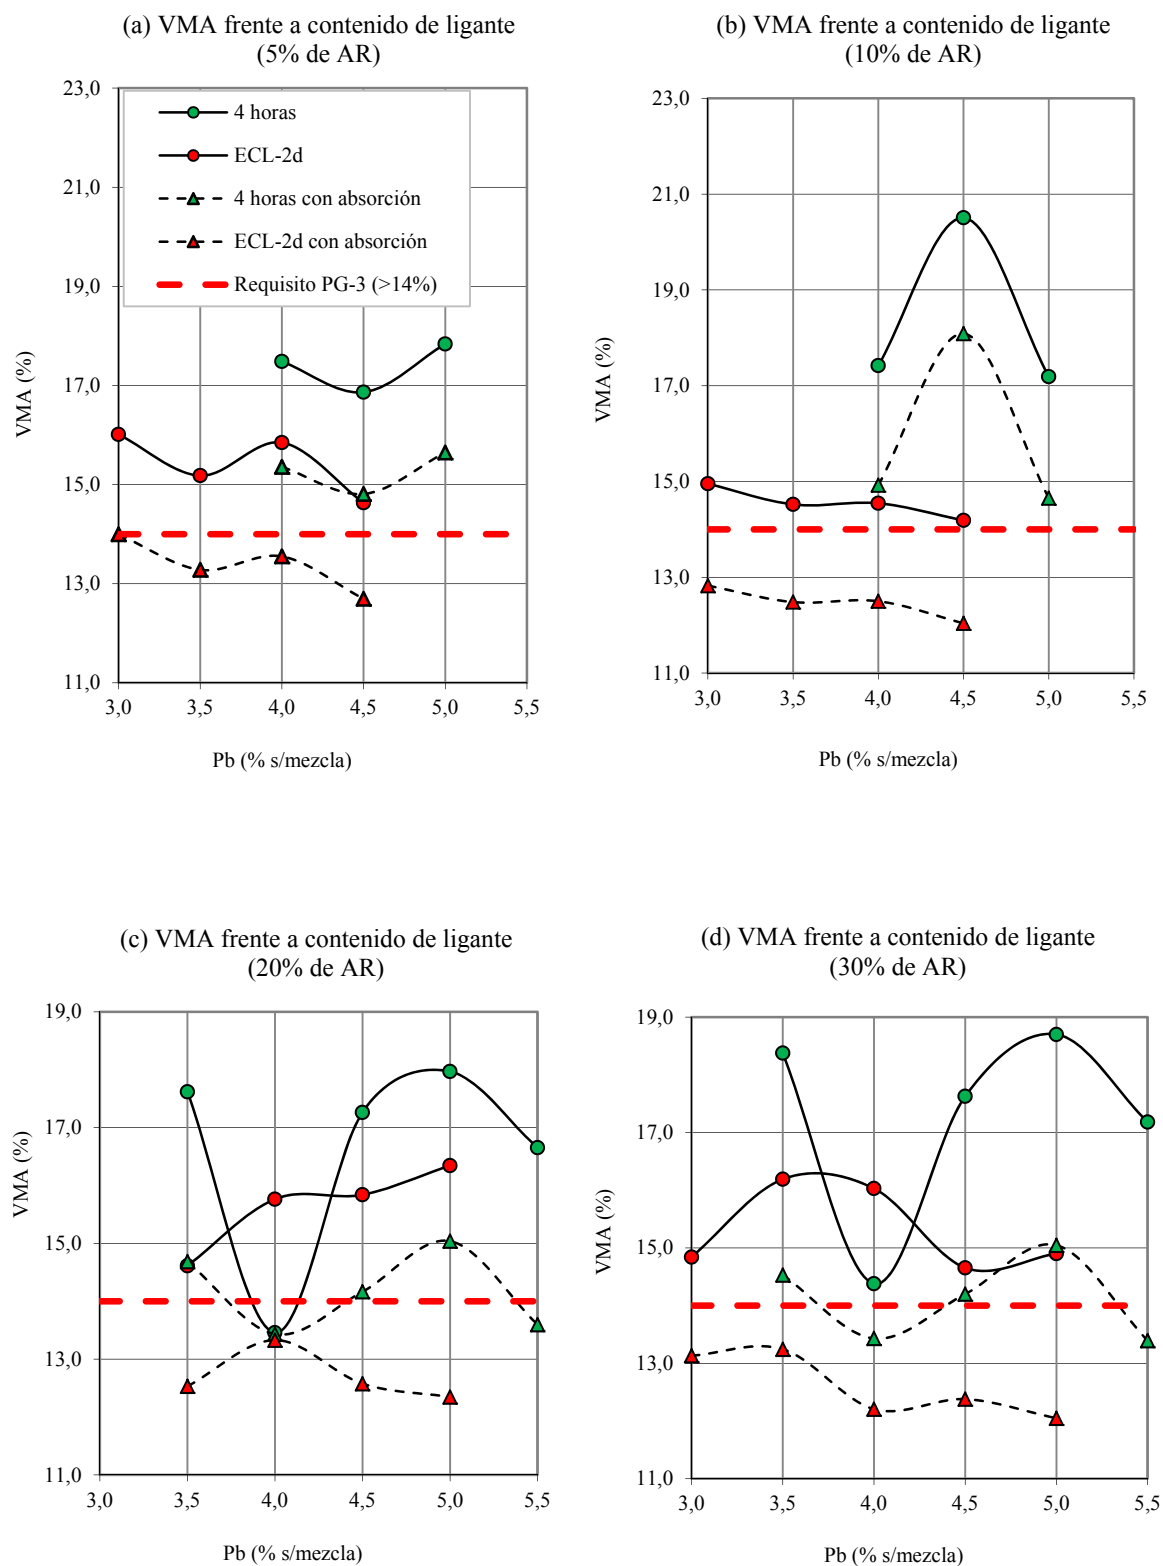 (a) VMA frente a contenido de ligante
(5% de AR)
23,0
21,0
19,0
17,0
15,0
13,0
11,0
VMA (%)
4 horas
ECL-2d
4 horas con absorción
ECL-2d con absorción
Requisito PG-3 (>14%)
3,0 3,5 4,0 4,5 5,0 5,5
Pb (% s/mezcla)
(b) VMA frente a contenido de ligante
(10% de AR)
23,0
21,0
19,0
17,0
15,0
13,0
11,0
VMA (%)
3,0 3,5 4,0 4,5 5,0 5,5
Pb (% s/mezcla)
(c) VMA frente a contenido de ligante
(20% de AR)
19,0
17,0
15,0
13,0
11,0
VMA (%)
3,0 3,5 4,0 4,5 5,0 5,5
Pb (% s/mezcla)
(d) VMA frente a contenido de ligante
(30% de AR)
19,0
17,0
15,0
13,0
11,0
VMA (%)
3,0 3,5 4,0 4,5 5,0 5,5
Pb (% s/mezcla)